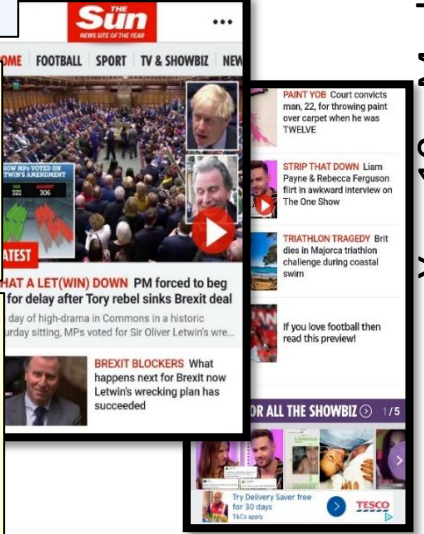 THE
Sun
NEWS SITE OF THE YEAR
OME FOOTBALL SPORT TV & SHOWBIZ NEW
HOW MPs VOTED ON
TWIN'S AMENDMENT
322 306
ATEST
HAT A LET(WIN) DOWN PM forced to beg
for delay after Tory rebel sinks Brexit deal
day of high-drama in Commons in a historic
urday sitting, MPs voted for Sir Oliver Letwin's wre...
BREXIT BLOCKERS What
happens next for Brexit now
Letwin's wrecking plan has
succeeded
PAINT YOB Court convicts
man, 22, for throwing paint
over carpet when he was
TWELVE
STRIP THAT DOWN Liam
Payne & Rebecca Ferguson
flirt in awkward interview on
The One Show
TRIATHLON TRAGEDY Brit
dies in Majorca triathlon
challenge during coastal
swim
If you love football then
read this preview!
OR ALL THE SHOWBIZ 1/5
Try Delivery Saver free
for 30 days
T&Cs apply
TESCO